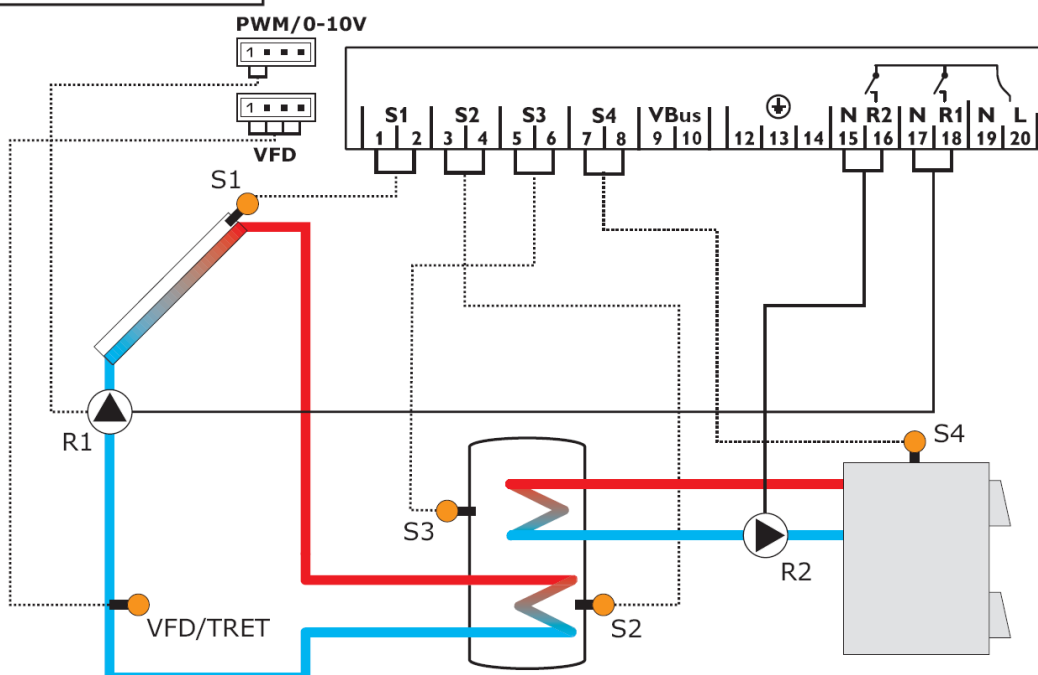 PWM/0-10V
1
1
VFD
S1 S2 S3 S4 VBus N R2 N R1 N L
1 2 3 4 5 6 7 8 9 10 12 13 14 15 16 17 18 19 20
S1
R1
S4
S3
R2
S2
VFD/TRET